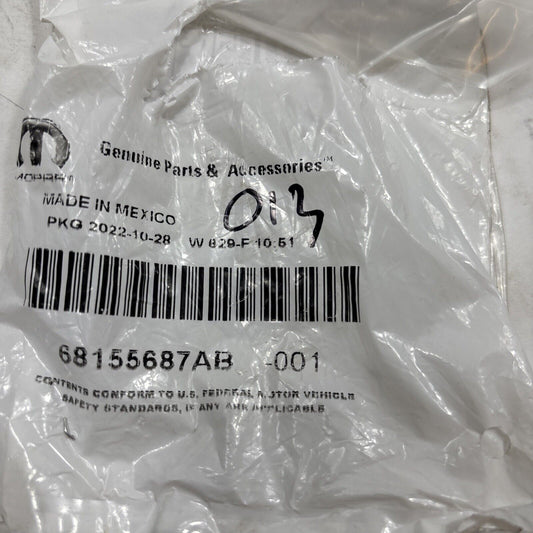 Genuine Parts & Accessories™
MOPAR
MADE IN MEXICO
013
PKG 2022-10-28 W 829-F 10:51
68155687AB -001
CONTENTS CONFORM TO U.S. FEDERAL MOTOR VEHICLE
SAFETY STANDARDS, IF ANY ARE APPLICABLE